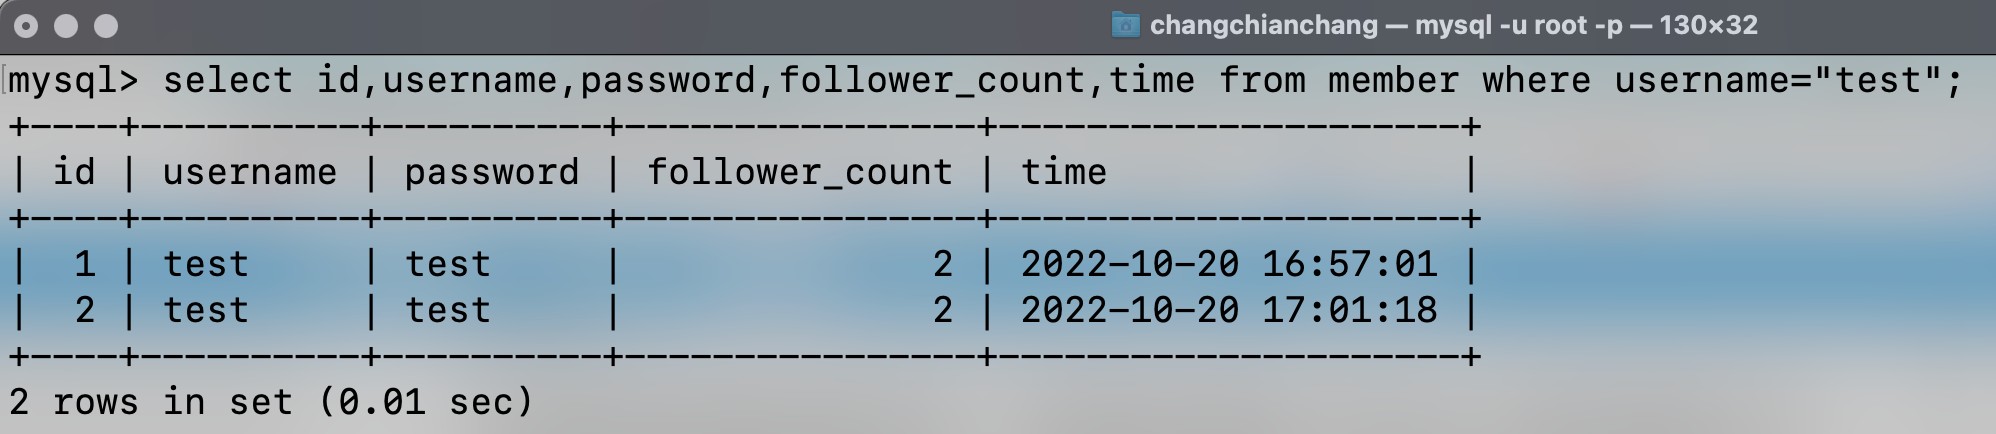 changchianchang — mysql -u root -p — 130×32
mysql> select id,username,password,follower_count,time from member where username="test";
+----+----------+----------+----------------+---------------------+
| id | username | password | follower_count | time                |
+----+----------+----------+----------------+---------------------+
|  1 | test     | test     |              2 | 2022-10-20 16:57:01 |
|  2 | test     | test     |              2 | 2022-10-20 17:01:18 |
+----+----------+----------+----------------+---------------------+
2 rows in set (0.01 sec)